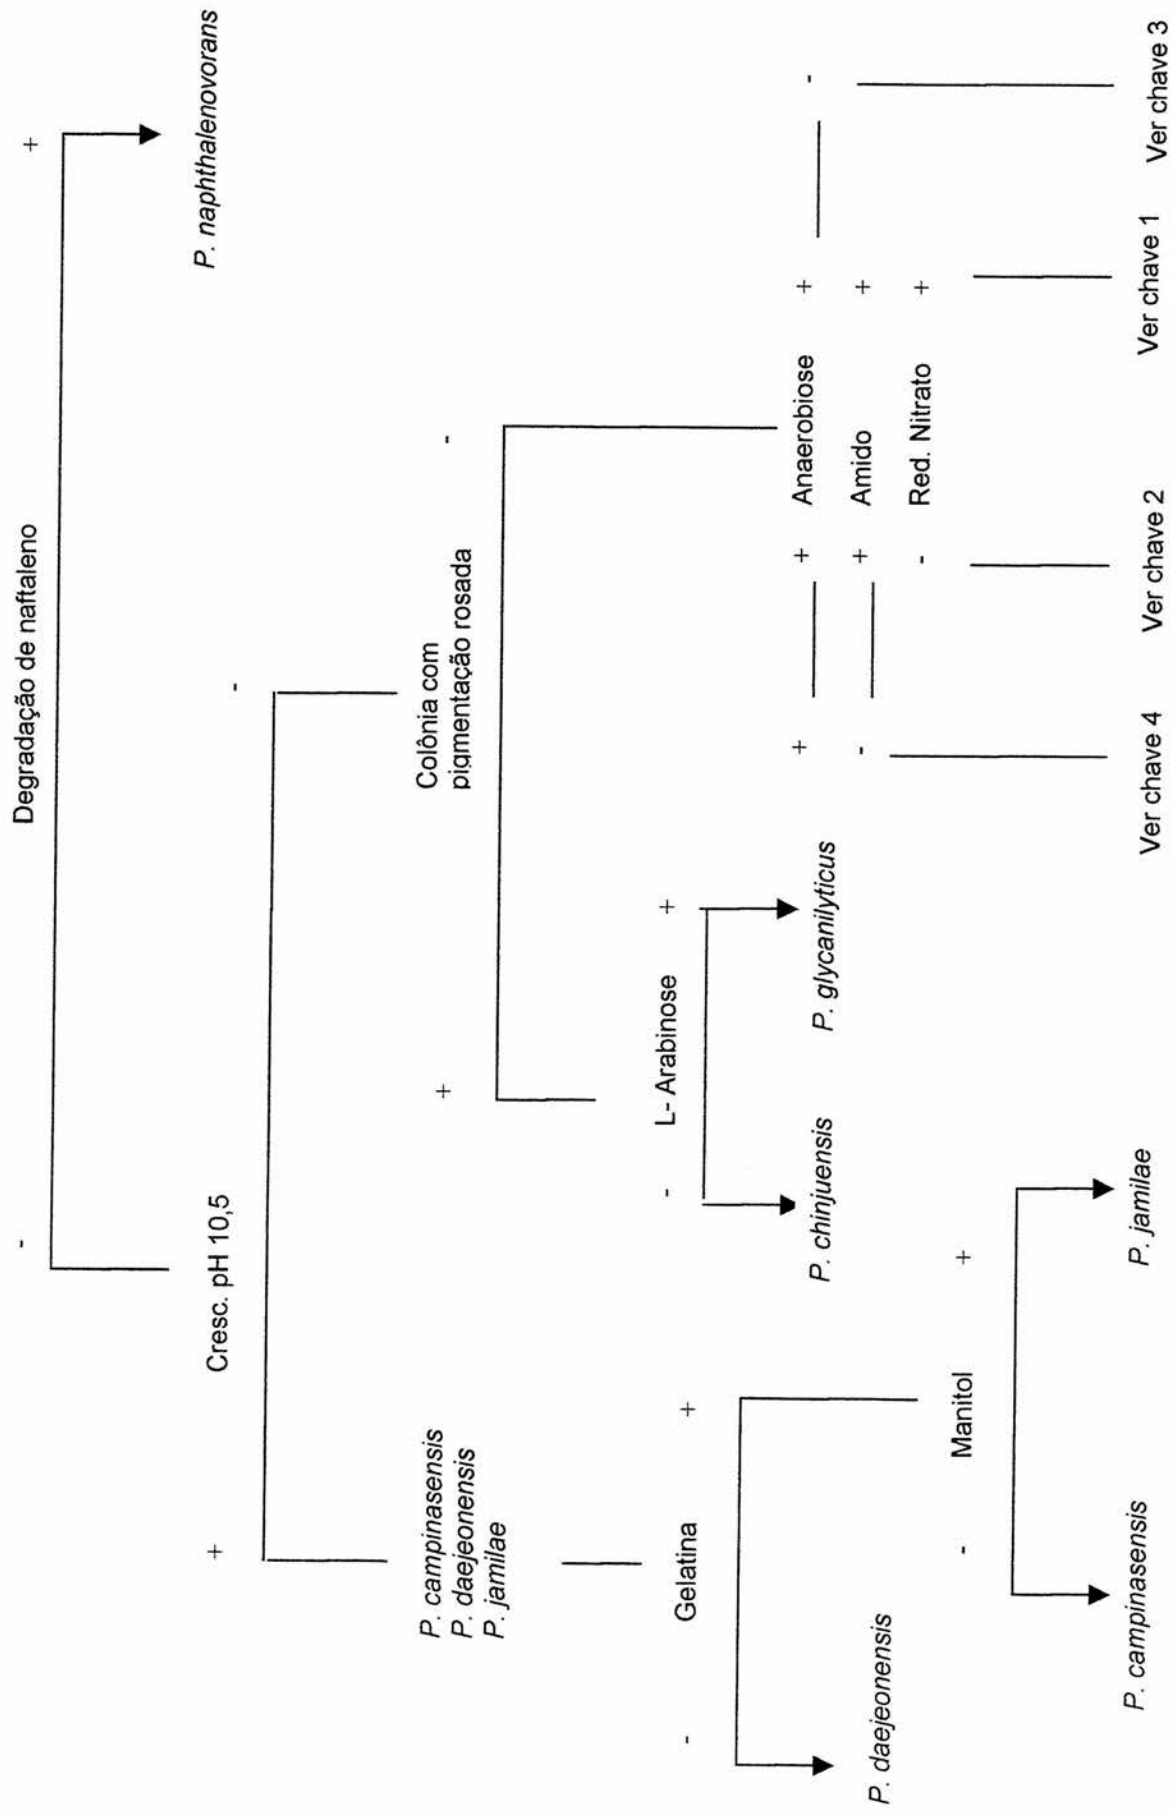 Degradação de naftaleno
-
+
Cresc. pH 10,5
P. naphthalenovorans
+
-
P. campinasensis
P. daejeonensis
P. jamilae
Colônia com
pigmentação rosada
+
-
Gelatina
-
+
L- Arabinose
-
+
P. daejeonensis
Manitol
-
+
P. chinjuensis
P. glycanilyticus
P. campinasensis
P. jamilae
+ + Anaerobiose + -
- + Amido +
- Red. Nitrato +
Ver chave 4
Ver chave 2
Ver chave 1
Ver chave 3